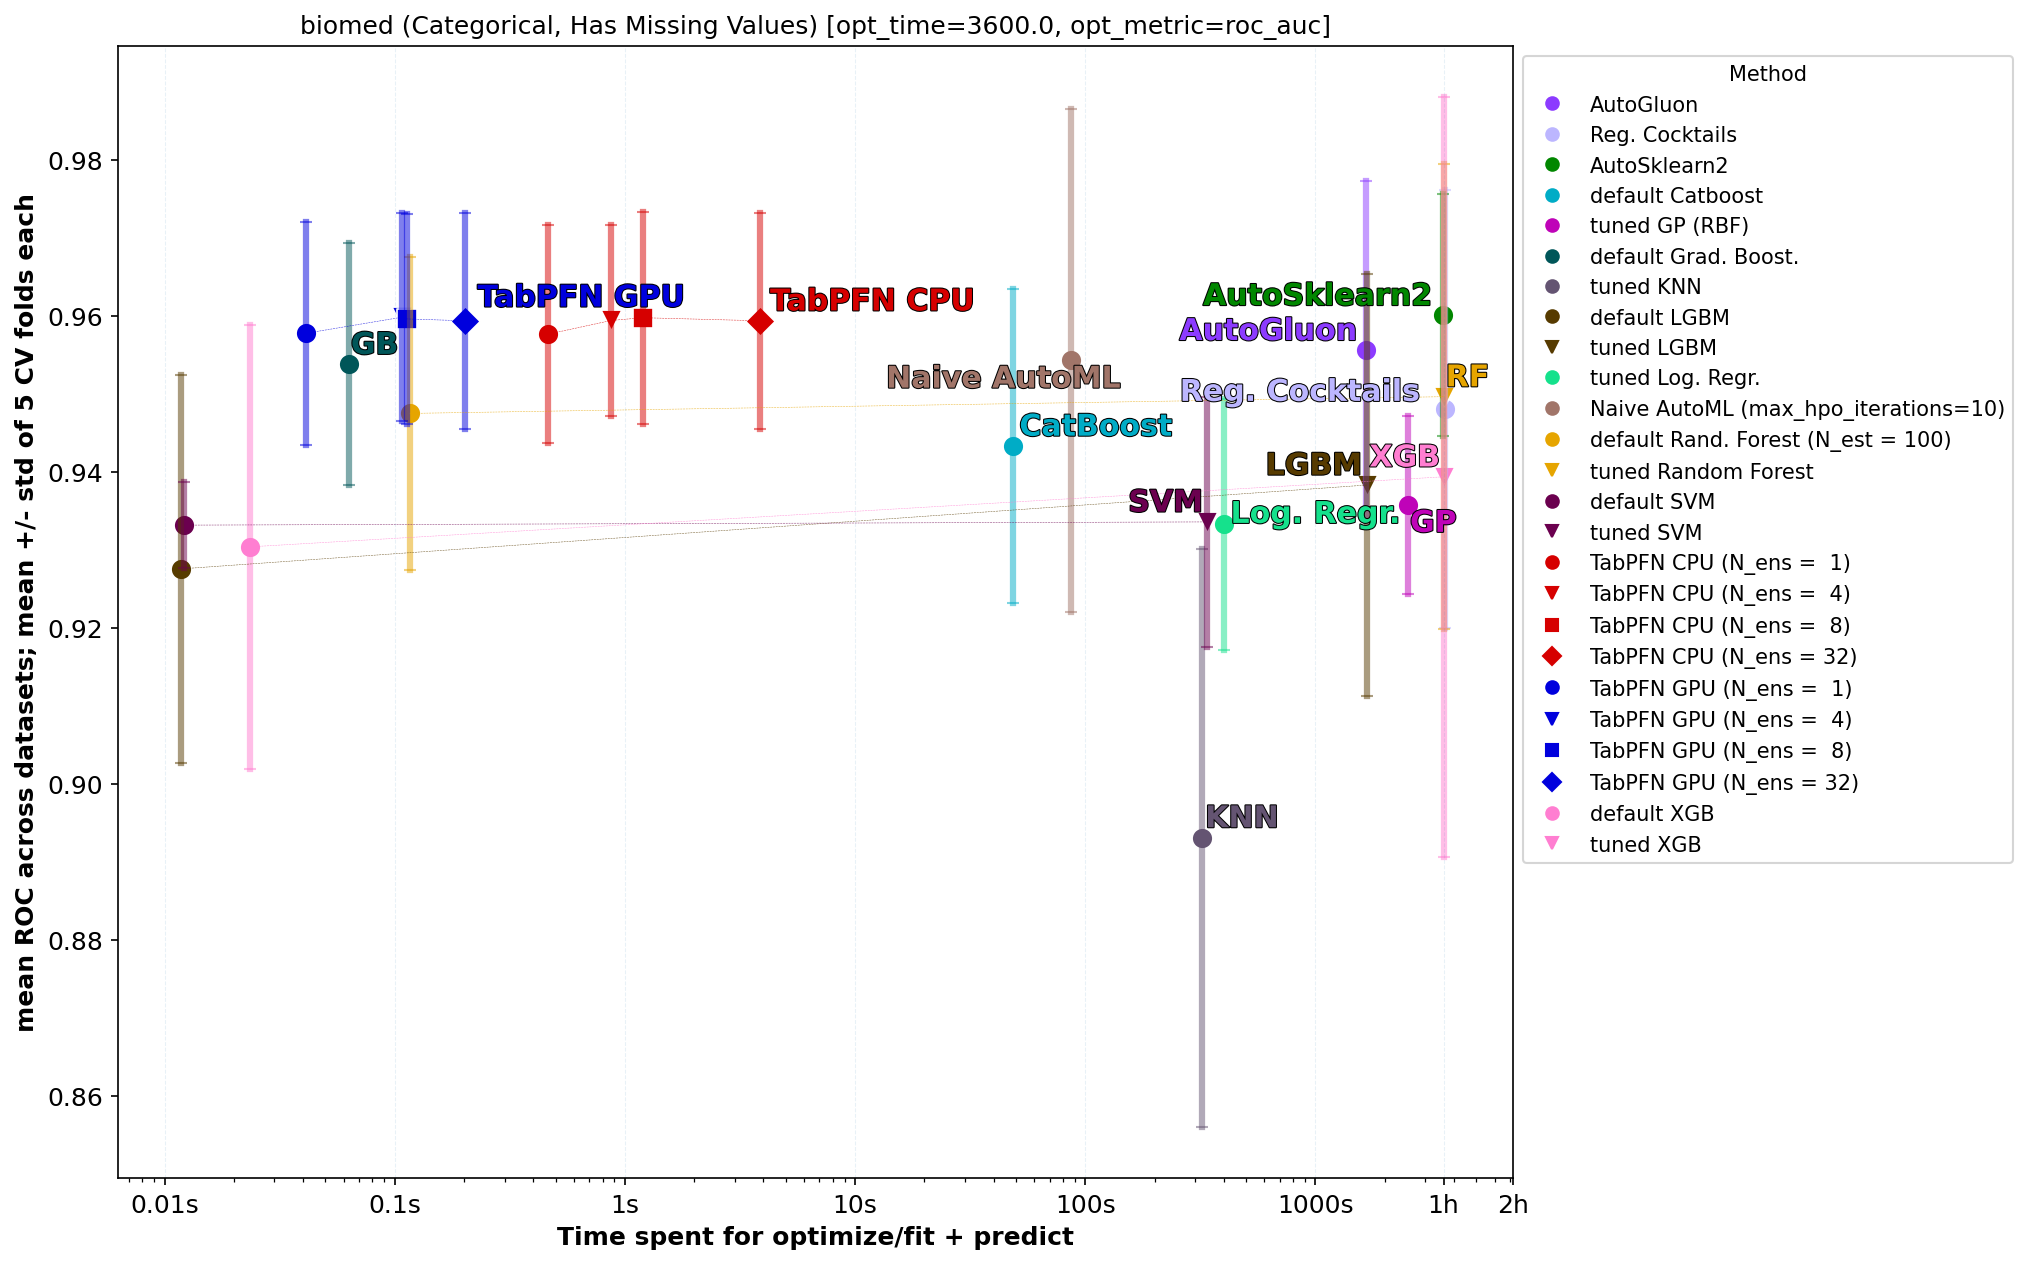 biomed (Categorical, Has Missing Values) [opt_time=3600.0, opt_metric=roc_auc]
mean ROC across datasets; mean +/- std of 5 CV folds each
0.98
0.96
0.94
0.92
0.90
0.88
0.86
TabPFN GPU
TabPFN CPU
GB
AutoSklearn2
AutoGluon
Naive AutoML
Reg. Cocktails
RF
CatBoost
LGBM
XGB
SVM
Log. Regr.
GP
KNN
0.01s
0.1s
1s
10s
100s
1000s
1h
2h
Time spent for optimize/fit + predict
Method
AutoGluon
Reg. Cocktails
AutoSklearn2
default Catboost
tuned GP (RBF)
default Grad. Boost.
tuned KNN
default LGBM
tuned LGBM
tuned Log. Regr.
Naive AutoML (max_hpo_iterations=10)
default Rand. Forest (N_est = 100)
tuned Random Forest
default SVM
tuned SVM
TabPFN CPU (N_ens =  1)
TabPFN CPU (N_ens =  4)
TabPFN CPU (N_ens =  8)
TabPFN CPU (N_ens = 32)
TabPFN GPU (N_ens =  1)
TabPFN GPU (N_ens =  4)
TabPFN GPU (N_ens =  8)
TabPFN GPU (N_ens = 32)
default XGB
tuned XGB